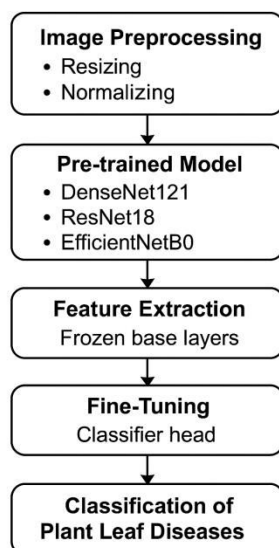 Image Preprocessing
• Resizing
• Normalizing
Pre-trained Model
• DenseNet121
• ResNet18
• EfficientNetB0
Feature Extraction
Frozen base layers
Fine-Tuning
Classifier head
Classification of
Plant Leaf Diseases